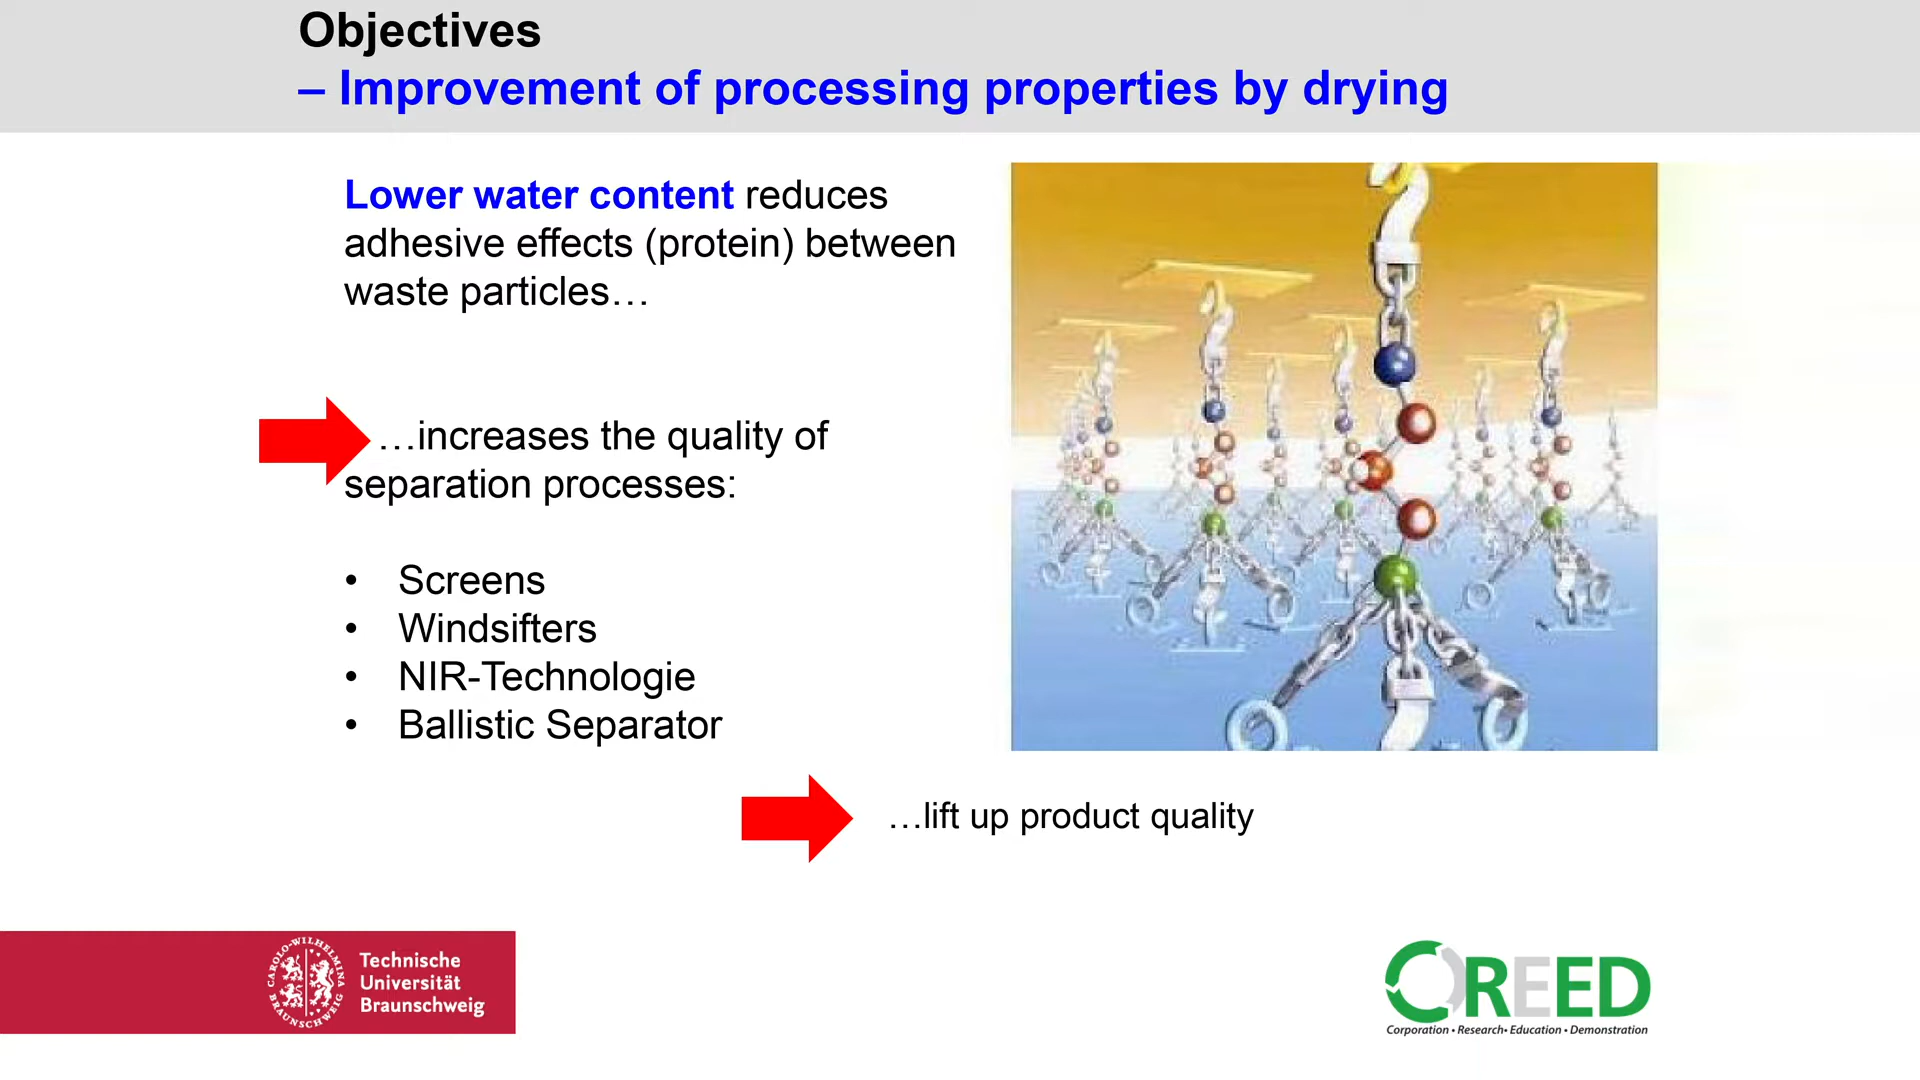 Objectives
– Improvement of processing properties by drying
Lower water content reduces
adhesive effects (protein) between
waste particles…
…increases the quality of
separation processes:
• Screens
• Windsifters
• NIR-Technologie
• Ballistic Separator
…lift up product quality
CAROLO-WILHELMINA
BRAUNSCHWEIG
Technische
Universität
Braunschweig
CREED
Corporation • Research• Education • Demonstration